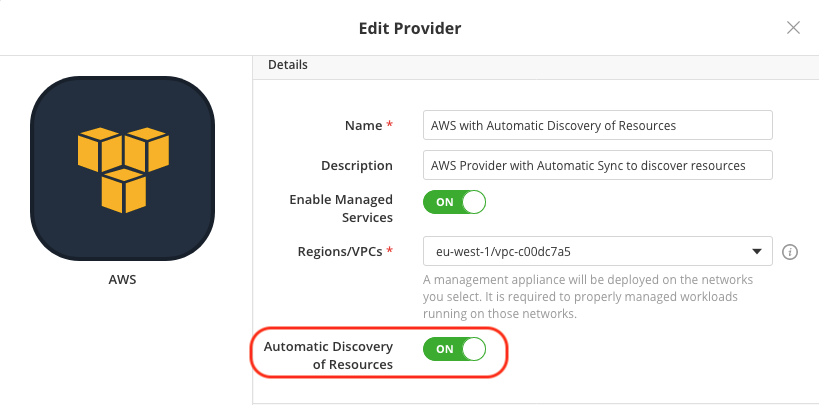 Edit Provider
Details
AWS
Name *
AWS with Automatic Discovery of Resources
Description
AWS Provider with Automatic Sync to discover resources
Enable Managed
Services
ON
Regions/VPCs *
eu-west-1/vpc-c00dc7a5
A management appliance will be deployed on the networks
you select. It is required to properly managed workloads
running on those networks.
Automatic Discovery
of Resources
ON